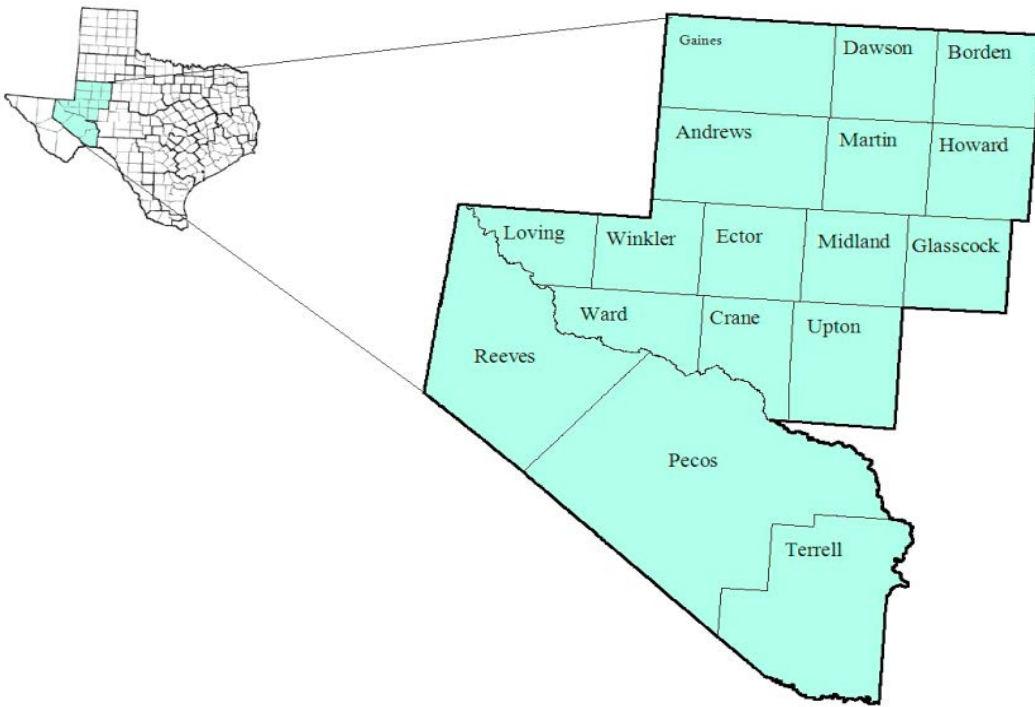 Gaines
Dawson
Borden
Andrews
Martin
Howard
Loving
Winkler
Ector
Midland
Glasscock
Ward
Crane
Upton
Reeves
Pecos
Terrell